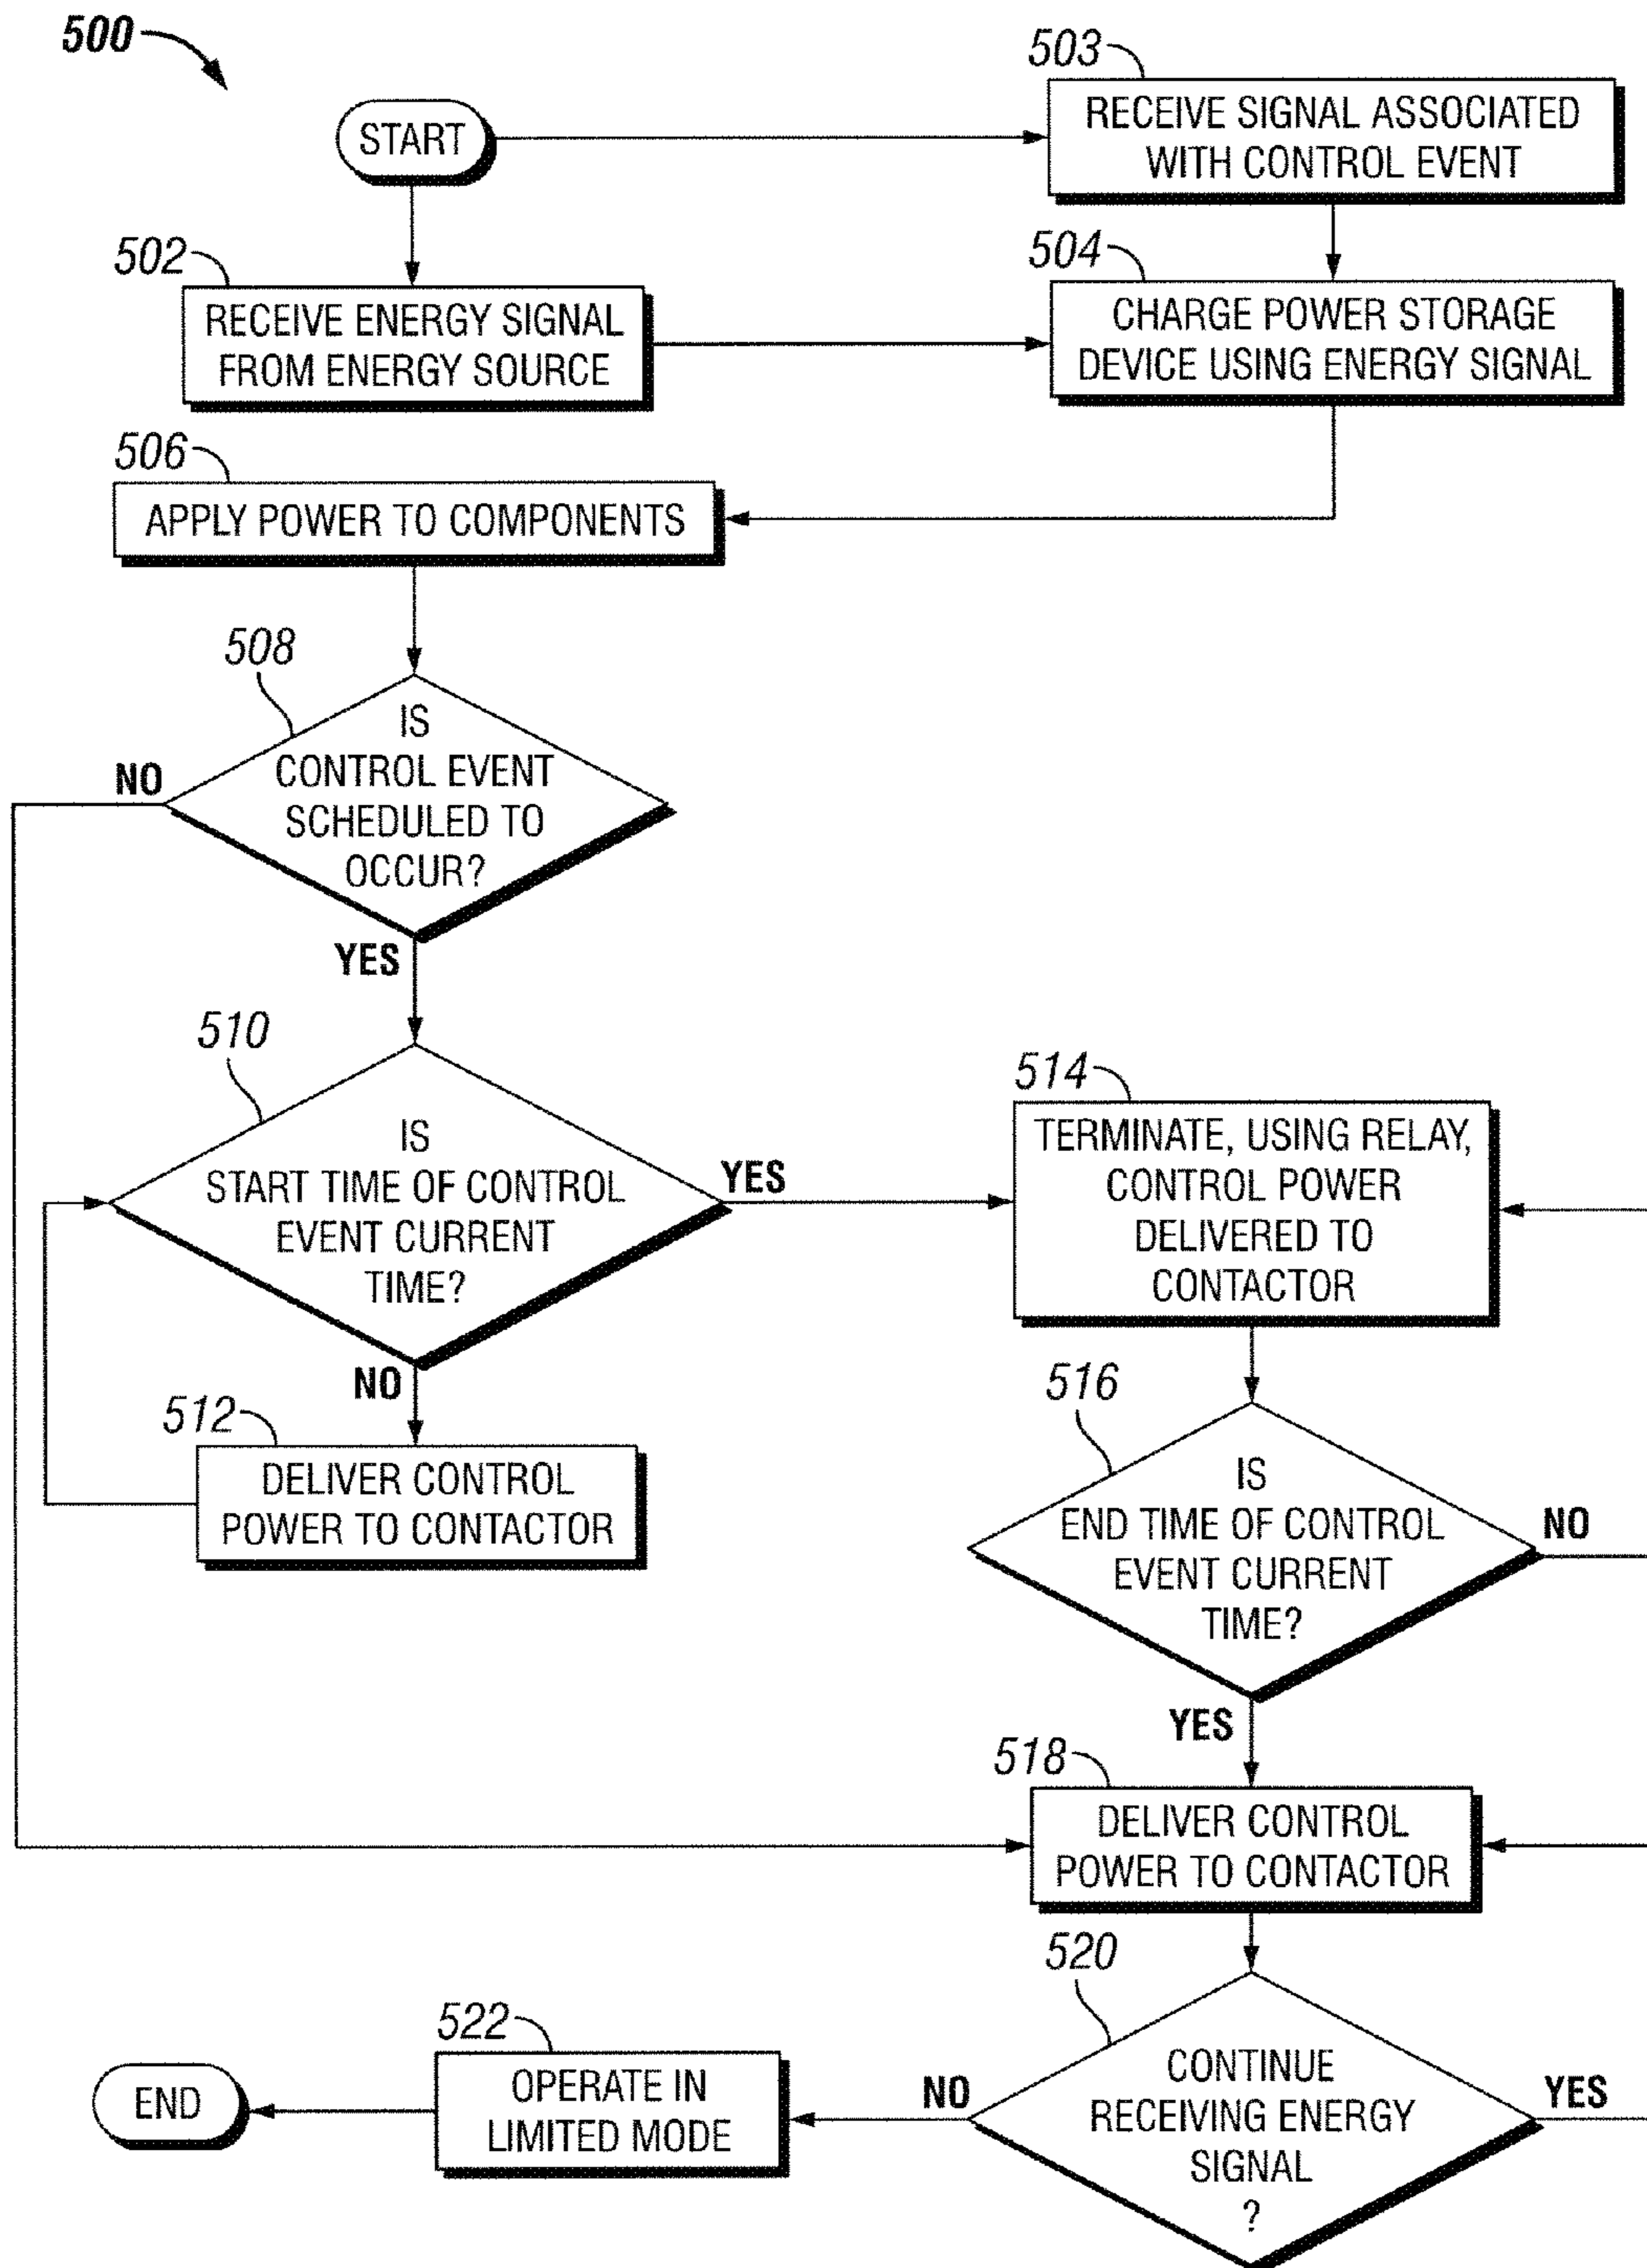 500
START
503
RECEIVE SIGNAL ASSOCIATED
WITH CONTROL EVENT
502
RECEIVE ENERGY SIGNAL
FROM ENERGY SOURCE
504
CHARGE POWER STORAGE
DEVICE USING ENERGY SIGNAL
506
APPLY POWER TO COMPONENTS
508
IS
CONTROL EVENT
SCHEDULED TO
OCCUR?
NO
YES
510
IS
START TIME OF CONTROL
EVENT CURRENT
TIME?
YES
NO
512
DELIVER CONTROL
POWER TO CONTACTOR
514
TERMINATE, USING RELAY,
CONTROL POWER
DELIVERED TO
CONTACTOR
516
IS
END TIME OF CONTROL
EVENT CURRENT
TIME?
NO
YES
518
DELIVER CONTROL
POWER TO CONTACTOR
520
CONTINUE
RECEIVING ENERGY
SIGNAL
?
YES
NO
522
OPERATE IN
LIMITED MODE
END